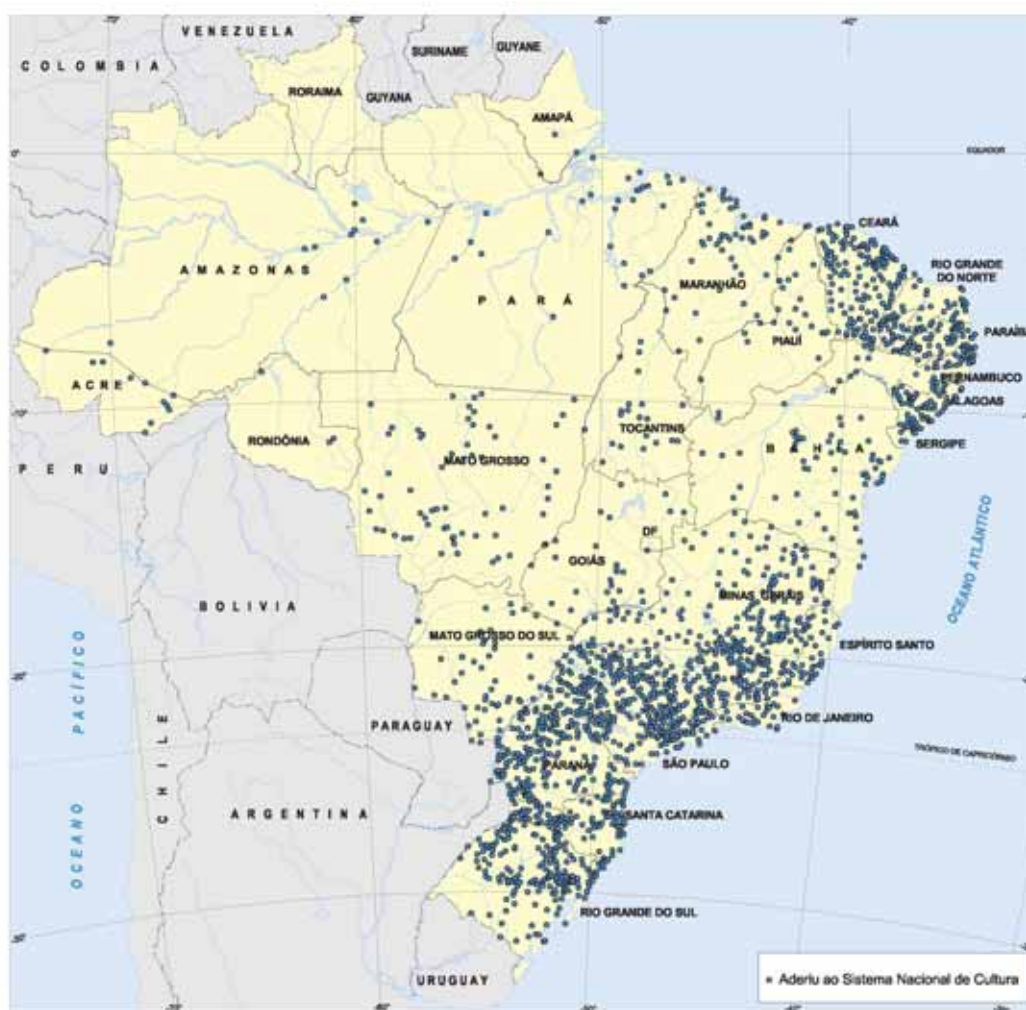 VENEZUELA
COLOMBIA
SURINAME
GUYANE
GUYANA
RORAIMA
AMAPÁ
0°
EQUADOR
CEARÁ
RIO GRANDE
DO NORTE
AMAZONAS
PARÁ
MARANHÃO
PARAÍB
PIAUÍ
ACRE
PERNAMBUCO
ALAGOAS
TOCANTINS
SERGIPE
RONDÔNIA
BAHIA
MATO GROSSO
PERU
DF
GOIÁS
OCEANO ATLÂNTICO
BOLIVIA
MINAS GERAIS
MATO GROSSO DO SUL
ESPÍRITO SANTO
OCEANO PACÍFICO
CHILE
PARAGUAY
RIO DE JANEIRO
TRÓPICO DE CAPRICÓRNIO
PARANÁ
SÃO PAULO
ARGENTINA
SANTA CATARINA
RIO GRANDE DO SUL
URUGUAY
Aderiu ao Sistema Nacional de Cultura